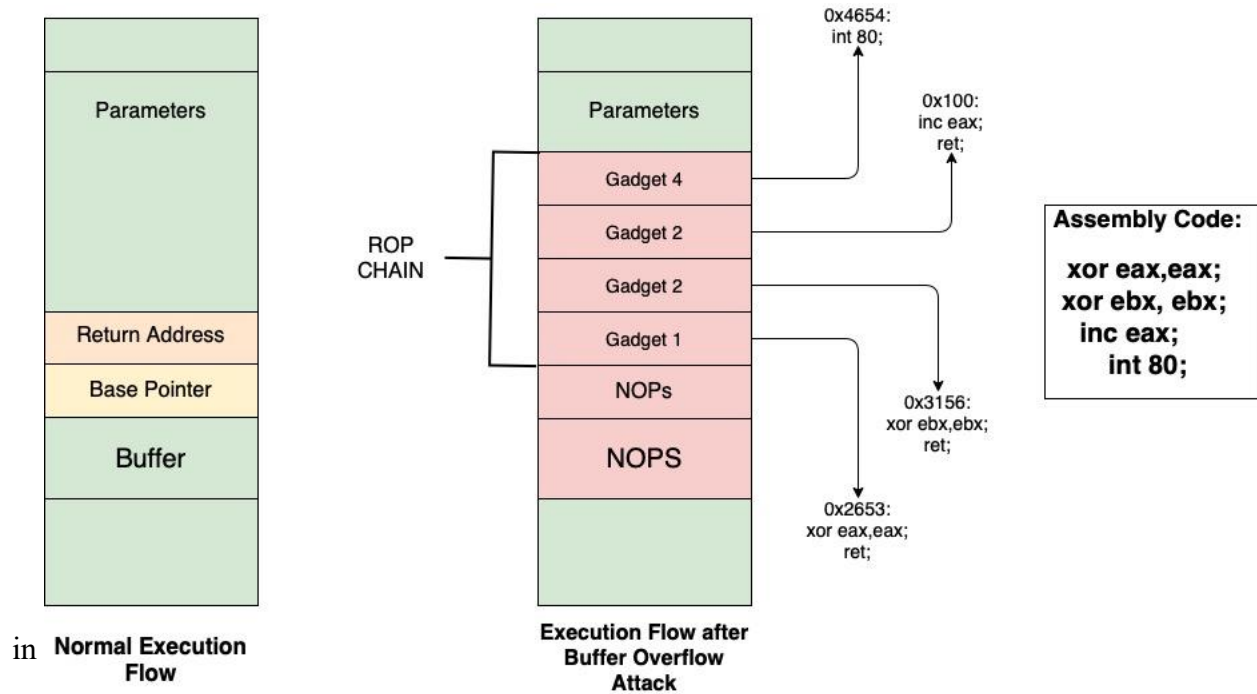 Parameters
Return Address
Base Pointer
Buffer
in
Normal Execution
Flow
ROP
CHAIN
Parameters
Gadget 4
Gadget 2
Gadget 2
Gadget 1
NOPs
NOPS
Execution Flow after
Buffer Overflow
Attack
0x4654:
int 80;
0x100:
inc eax;
ret;
0x3156:
xor ebx,ebx;
ret;
0x2653:
xor eax,eax;
ret;
Assembly Code:
xor eax,eax;
xor ebx, ebx;
inc eax;
int 80;